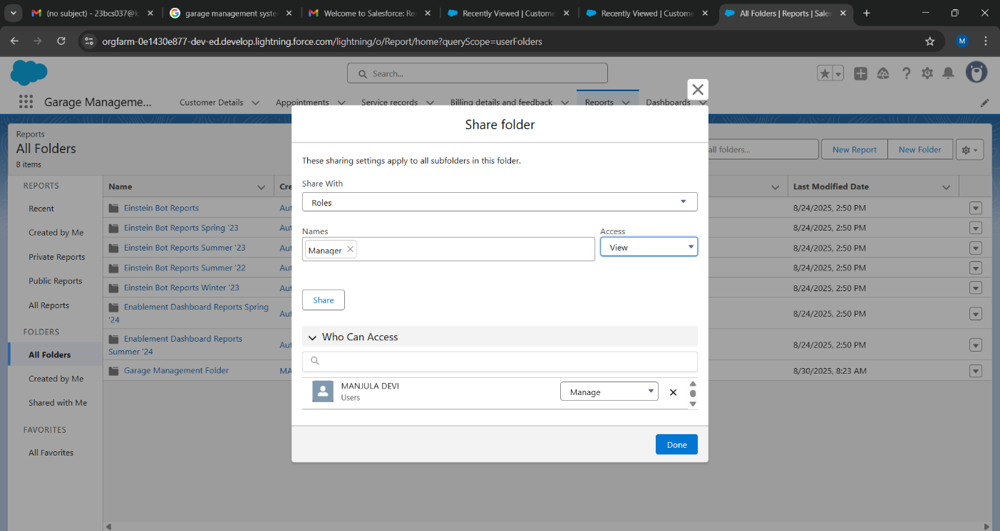 (no subject) - 23bcs037@k
garage management syste
Welcome to Salesforce: Re
Recently Viewed | Custome
Recently Viewed | Custome
All Folders | Reports | Sales
orgfarm-0e1430e877-dev-ed.develop.lightning.force.com/lightning/o/Report/home?queryScope=userFolders
M
Search...
Garage Manageme...
Customer Details
Appointments
Service records
Billing details and feedback
Reports
Dashboards
Reports
All Folders
8 items
all folders...
New Report
New Folder
REPORTS
Recent
Created by Me
Private Reports
Public Reports
All Reports
FOLDERS
All Folders
Created by Me
Shared with Me
FAVORITES
All Favorites
Name
Cre
Last Modified Date
Einstein Bot Reports
Aut
8/24/2025, 2:50 PM
Einstein Bot Reports Spring '23
Aut
8/24/2025, 2:50 PM
Einstein Bot Reports Summer '23
Aut
8/24/2025, 2:50 PM
Einstein Bot Reports Summer '22
Aut
8/24/2025, 2:50 PM
Einstein Bot Reports Winter '23
Aut
8/24/2025, 2:50 PM
Enablement Dashboard Reports Spring
'24
Aut
8/24/2025, 2:50 PM
Enablement Dashboard Reports
Summer '24
Aut
8/24/2025, 2:50 PM
Garage Management Folder
MA
8/30/2025, 8:23 AM
Share folder
These sharing settings apply to all subfolders in this folder.
Share With
Roles
Names
Access
Manager
View
Share
Who Can Access
MANJULA DEVI
Users
Manage
Done